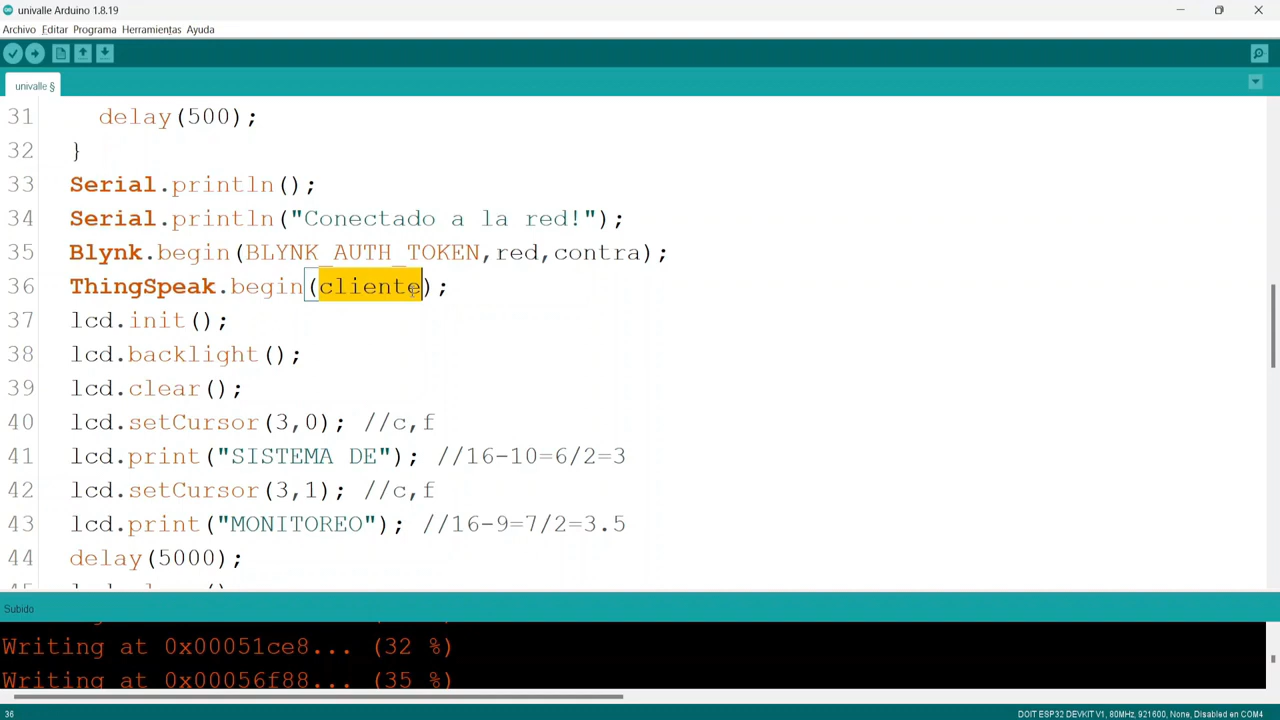 univalle Arduino 1.8.19
Archivo Editar Programa Herramientas Ayuda
univalle §
31 delay(500);
32 }
33 Serial.println();
34 Serial.println("Conectado a la red!");
35 Blynk.begin(BLYNK_AUTH_TOKEN,red,contra);
36 ThingSpeak.begin(cliente);
37 lcd.init();
38 lcd.backlight();
39 lcd.clear();
40 lcd.setCursor(3,0); //c,f
41 lcd.print("SISTEMA DE"); //16-10=6/2=3
42 lcd.setCursor(3,1); //c,f
43 lcd.print("MONITOREO"); //16-9=7/2=3.5
44 delay(5000);
Subido
Writing at 0x00051ce8... (32 %)
Writing at 0x00056f88... (35 %)
36 DOIT ESP32 DEVKIT V1, 80MHz, 921600, None, Disabled en COM4